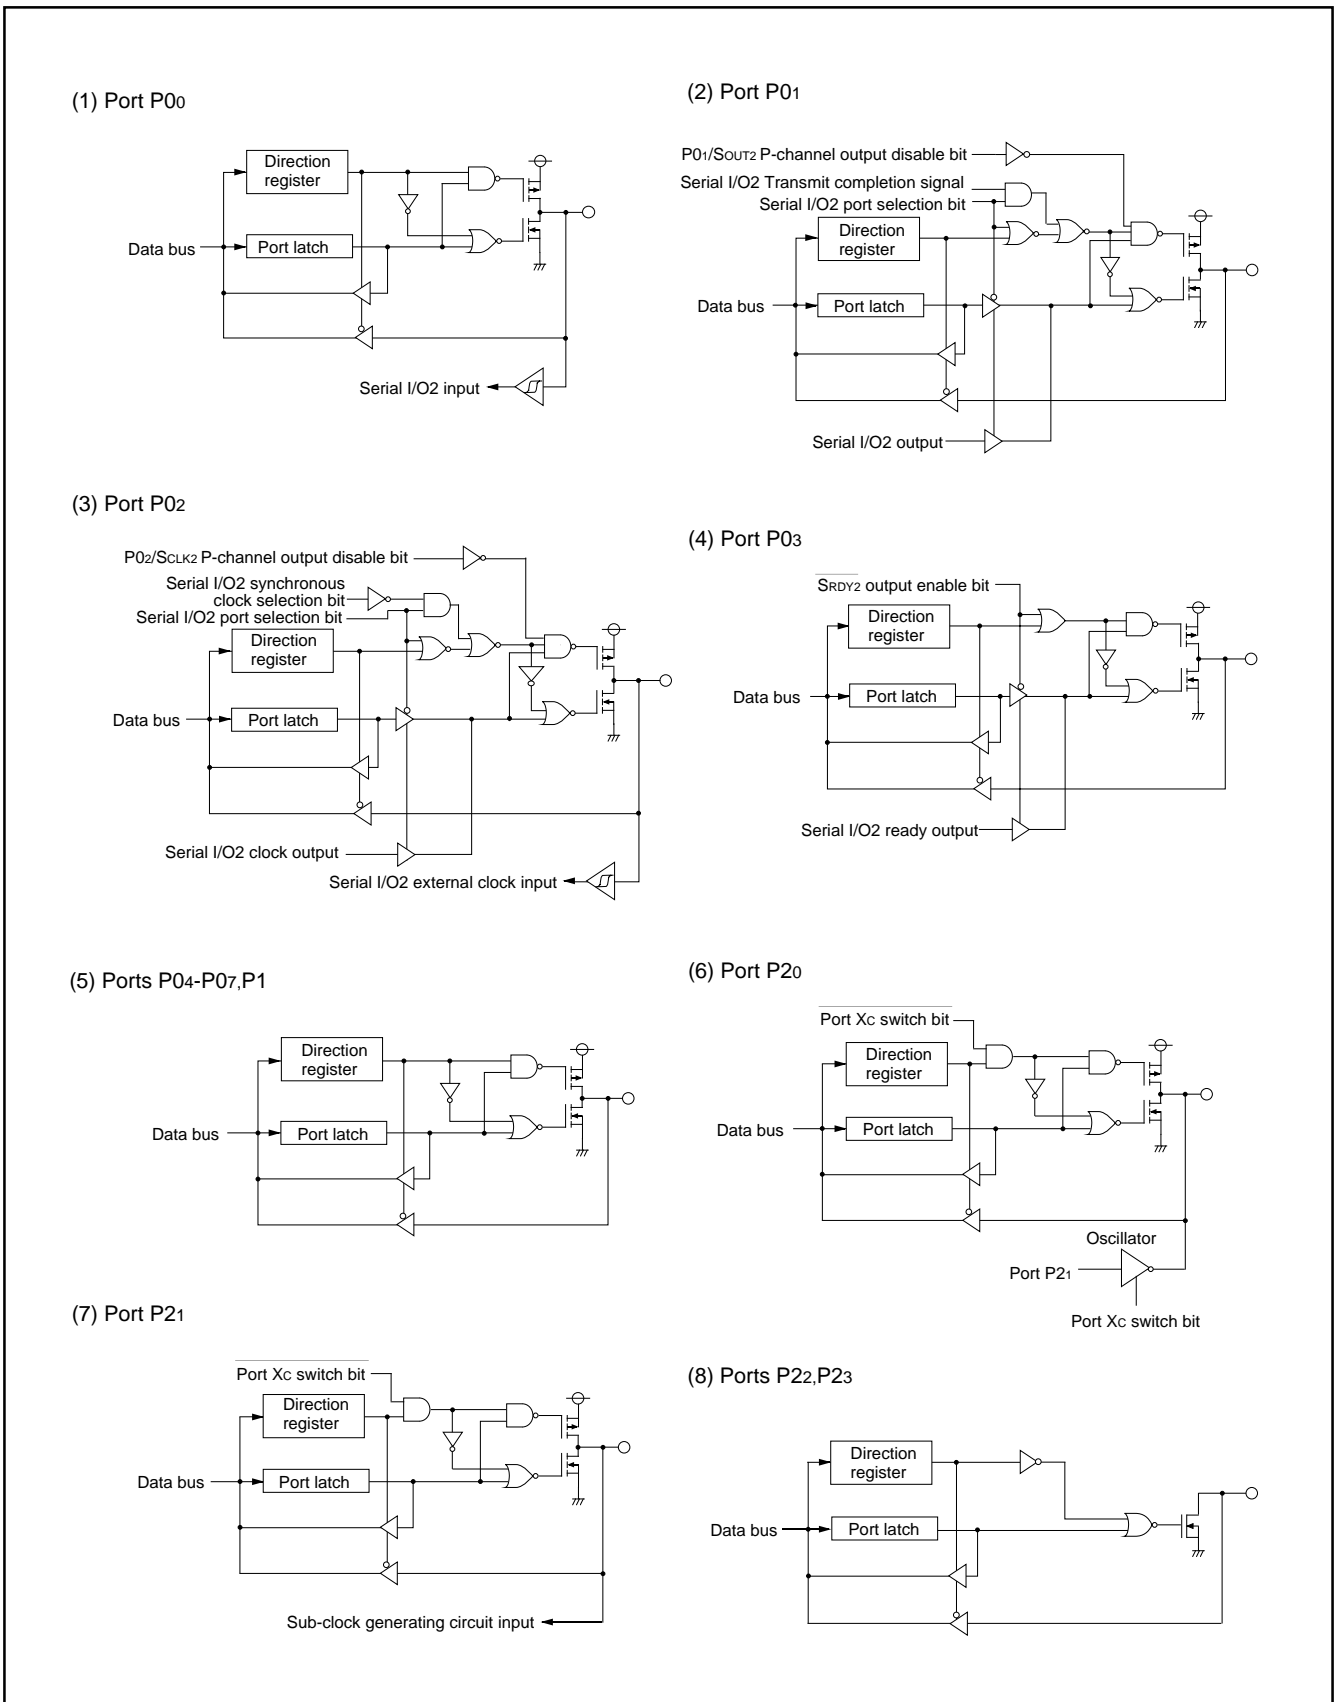 (1) Port P00
Direction
register
Data bus
Port latch
Serial I/O2 input
(2) Port P01
P01/SOUT2 P-channel output disable bit
Serial I/O2 Transmit completion signal
Serial I/O2 port selection bit
Direction
register
Data bus
Port latch
Serial I/O2 output
(3) Port P02
P02/SCLK2 P-channel output disable bit
Serial I/O2 synchronous
clock selection bit
Serial I/O2 port selection bit
Direction
register
Data bus
Port latch
Serial I/O2 clock output
Serial I/O2 external clock input
(4) Port P03
SRDY2 output enable bit
Direction
register
Data bus
Port latch
Serial I/O2 ready output
(5) Ports P04-P07,P1
Direction
register
Data bus
Port latch
(6) Port P20
Port XC switch bit
Direction
register
Data bus
Port latch
Oscillator
Port P21
Port XC switch bit
(7) Port P21
Port XC switch bit
Direction
register
Data bus
Port latch
Sub-clock generating circuit input
(8) Ports P22,P23
Direction
register
Data bus
Port latch